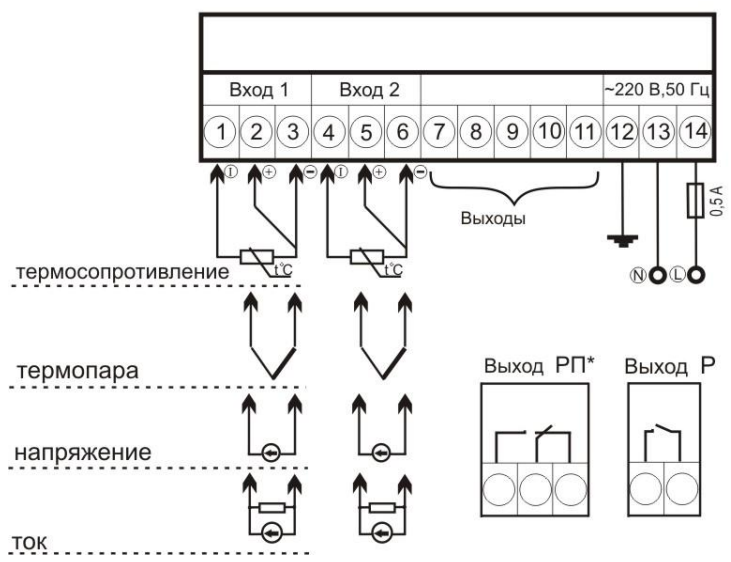 Вход 1 Вход 2 ~220 В,50 Гц
1 2 3 4 5 6 7 8 9 10 11 12 13 14
I + − I + −
0,5 А
Выходы
t°C t°C
N L
термосопротивление
термопара
Выход РП* Выход Р
напряжение
ток